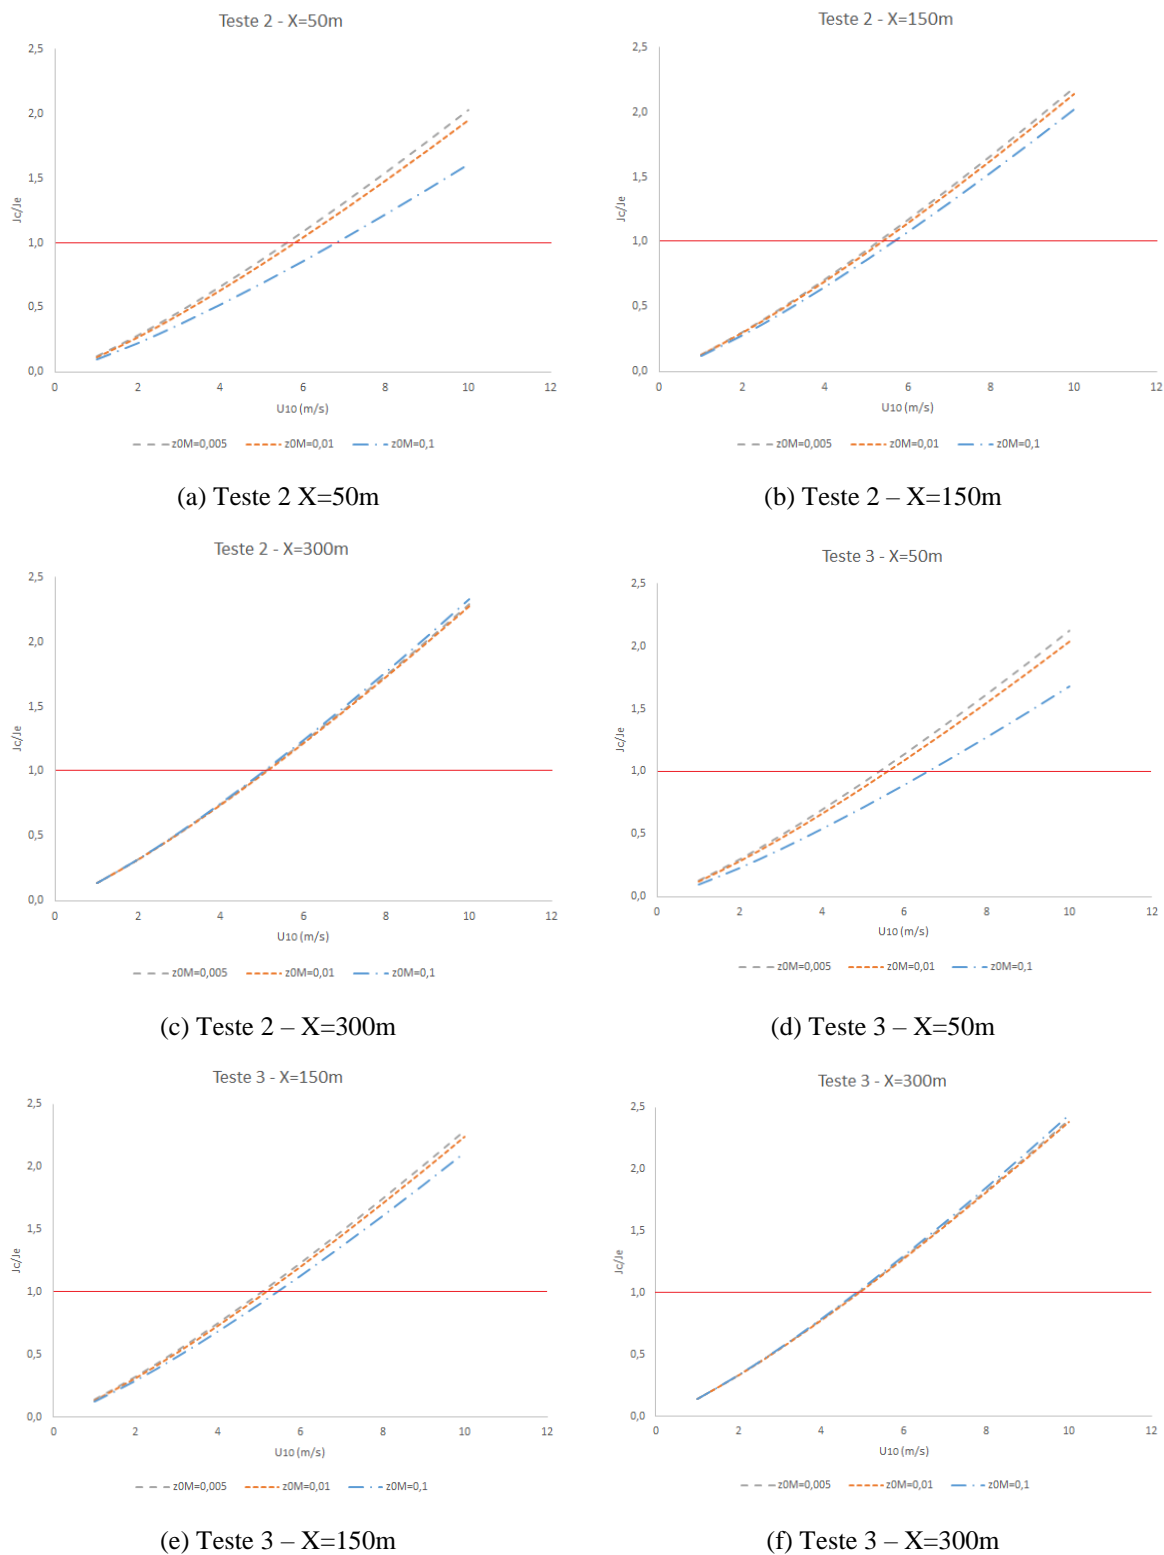 Teste 2 - X=50m
2,5
2,0
1,5
1,0
0,5
0,0
Jc/Je
0 2 4 6 8 10 12
U10 (m/s)
z0M=0,005 z0M=0,01 z0M=0,1
(a) Teste 2 X=50m
Teste 2 - X=150m
2,5
2,0
1,5
1,0
0,5
0,0
Jc/Je
0 2 4 6 8 10 12
U10 (m/s)
z0M=0,005 z0M=0,01 z0M=0,1
(b) Teste 2 – X=150m
Teste 2 - X=300m
2,5
2,0
1,5
1,0
0,5
0,0
Jc/Je
0 2 4 6 8 10 12
U10 (m/s)
z0M=0,005 z0M=0,01 z0M=0,1
(c) Teste 2 – X=300m
Teste 3 - X=50m
2,5
2,0
1,5
1,0
0,5
0,0
Jc/Je
0 2 4 6 8 10 12
U10 (m/s)
z0M=0,005 z0M=0,01 z0M=0,1
(d) Teste 3 – X=50m
Teste 3 - X=150m
2,5
2,0
1,5
1,0
0,5
0,0
Jc/Je
0 2 4 6 8 10 12
U10 (m/s)
z0M=0,005 z0M=0,01 z0M=0,1
(e) Teste 3 – X=150m
Teste 3 - X=300m
2,5
2,0
1,5
1,0
0,5
0,0
Jc/Je
0 2 4 6 8 10 12
U10 (m/s)
z0M=0,005 z0M=0,01 z0M=0,1
(f) Teste 3 – X=300m